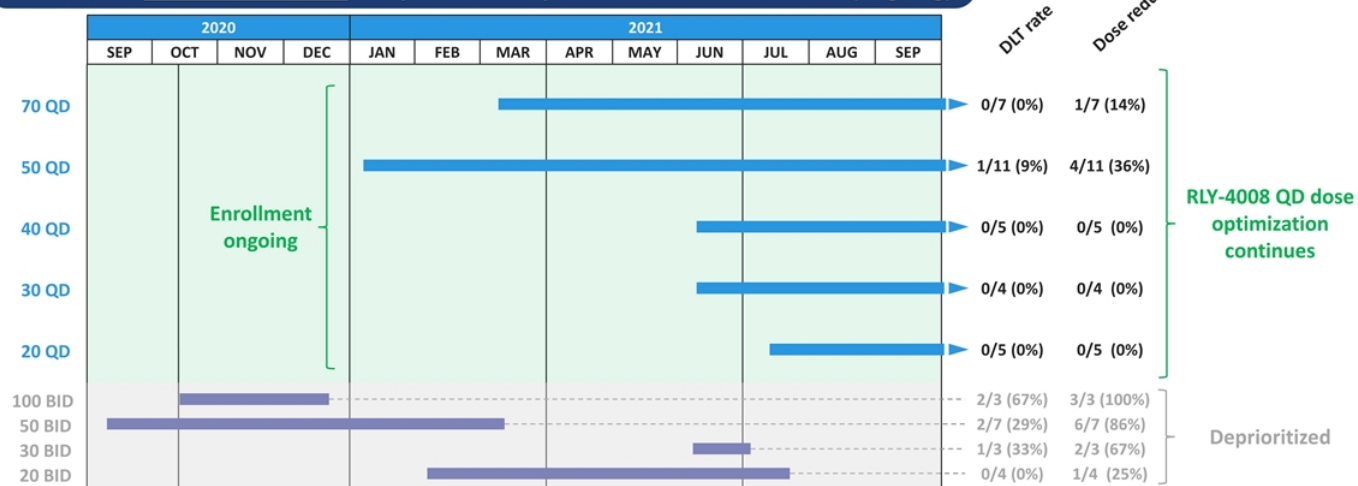 2020 2021
SEP OCT NOV DEC JAN FEB MAR APR MAY JUN JUL AUG SEP
DLT rate
Dose
70 QD 0/7 (0%) 1/7 (14%)
50 QD 1/11 (9%) 4/11 (36%)
Enrollment
ongoing
40 QD 0/5 (0%) 0/5 (0%)
30 QD 0/4 (0%) 0/4 (0%)
20 QD 0/5 (0%) 0/5 (0%)
RLY-4008 QD dose
optimization
continues
100 BID 2/3 (67%) 3/3 (100%)
50 BID 2/7 (29%) 6/7 (86%)
30 BID 1/3 (33%) 2/3 (67%)
20 BID 0/4 (0%) 1/4 (25%)
Deprioritized